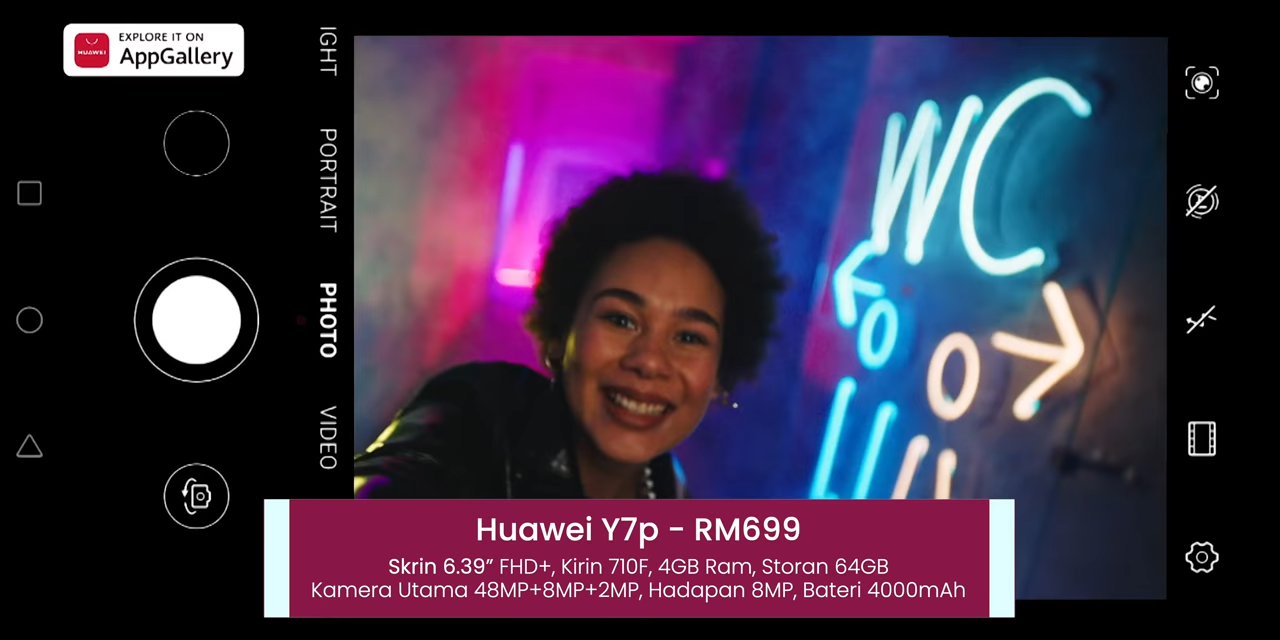 EXPLORE IT ON
HUAWEI
AppGallery
IGHT
PORTRAIT
PHOTO
VIDEO
WC
Huawei Y7p - RM699
Skrin 6.39” FHD+, Kirin 710F, 4GB Ram, Storan 64GB
Kamera Utama 48MP+8MP+2MP, Hadapan 8MP, Bateri 4000mAh